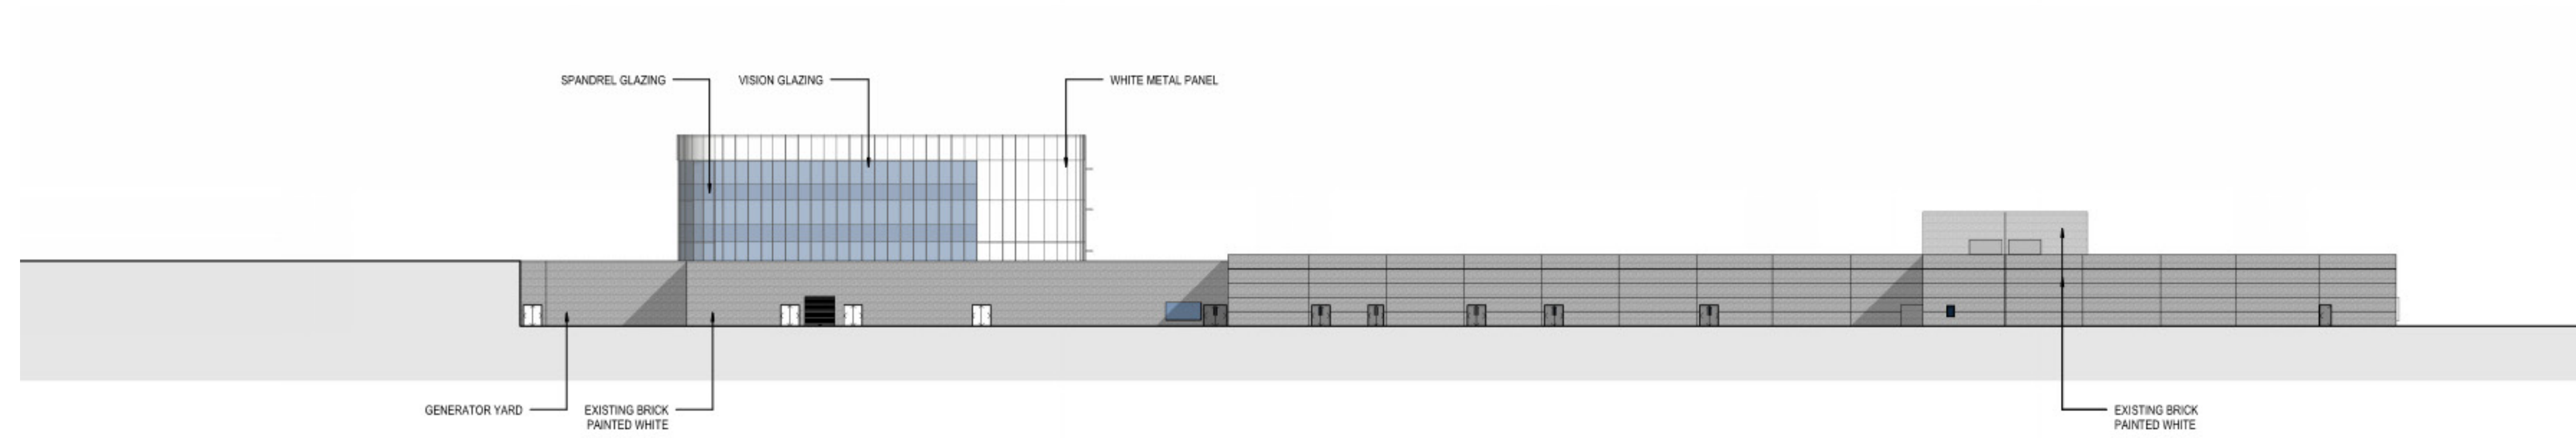 SPANDREL GLAZING
VISION GLAZING
WHITE METAL PANEL
GENERATOR YARD
EXISTING BRICK
PAINTED WHITE
EXISTING BRICK
PAINTED WHITE